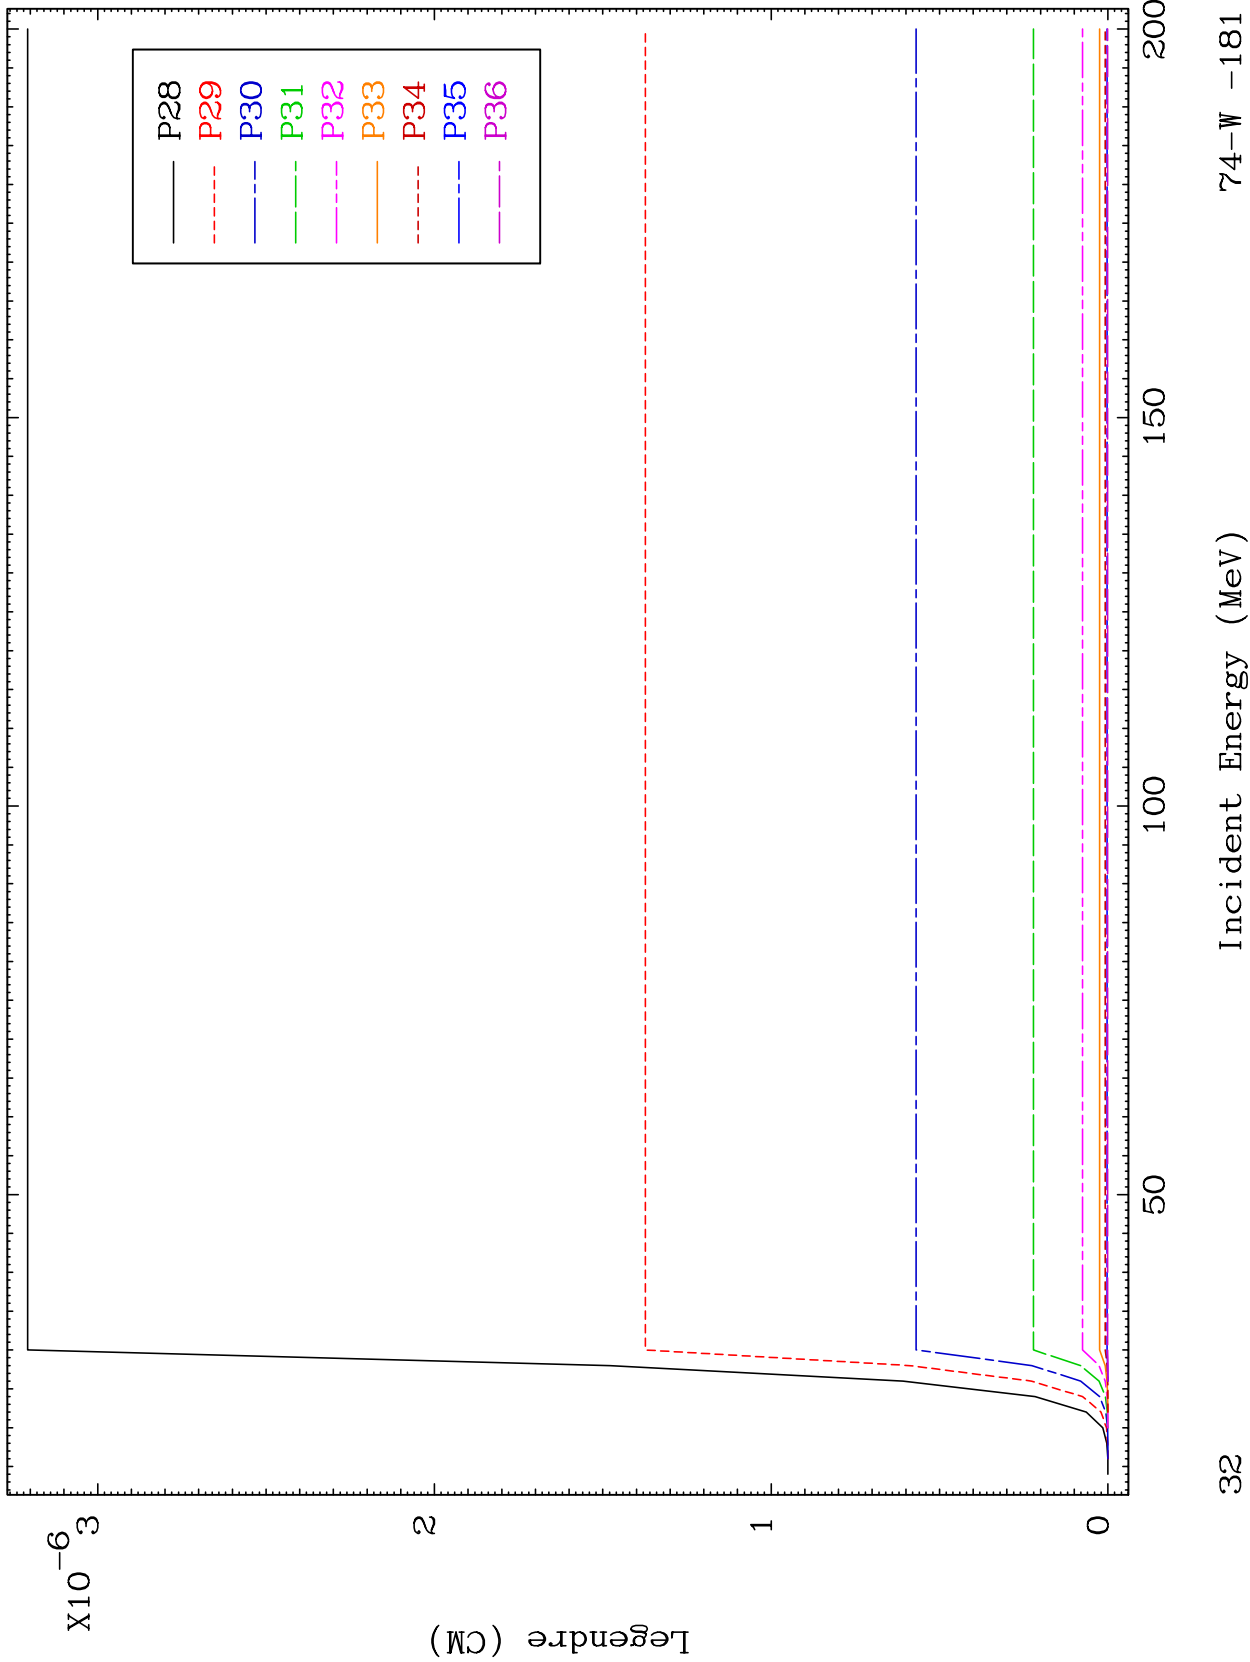 X10-6
3
2
1
0
Legendre (CM)
P28
P29
P30
P31
P32
P33
P34
P35
P36
50
100
150
200
Incident Energy (MeV)
32
74-W -181